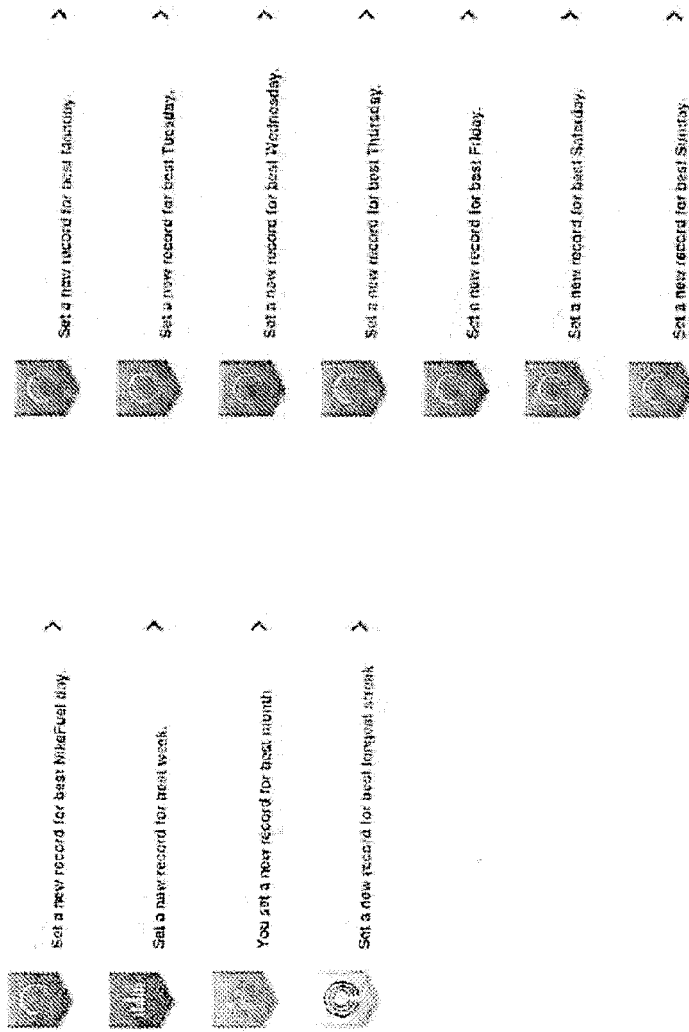 Set a new record for best NikeFuel day.
Set a new record for best week.
You set a new record for best month
Set a new record for best longest streak
Set a new record for best Monday.
Set a new record for best Tuesday.
Set a new record for best Wednesday.
Set a new record for best Thursday.
Set a new record for best Friday.
Set a new record for best Saturday.
Set a new record for best Sunday.